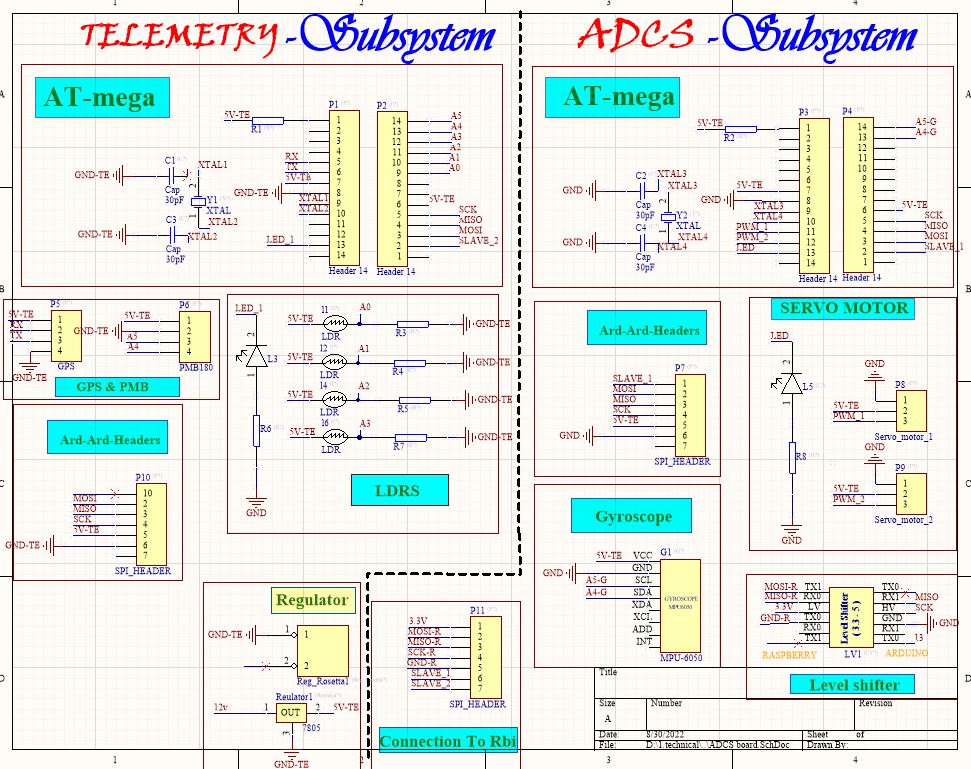 1 2 3 4
TELEMETRY -Subsystem
ADCS -Subsystem
A
AT-mega
P1
P2
5V-TE
R1
1
2
3
4
5
6
7
8
9
10
11
12
13
14
14
13
12
11
10
9
8
7
6
5
4
3
2
1
A5
A4
A3
A2
A1
A0
RX
TX
5V-TE
GND-TE
XTAL1
XTAL2
LED_1
5V-TE
SCK
MISO
MOSI
SLAVE_2
Header 14
Header 14
GND-TE
C1
Cap
30pF
XTAL1
2
Y1
XTAL
1
XTAL2
GND-TE
C3
XTAL2
Cap
30pF
AT-mega
A
P3
P4
5V-TE
R2
1
2
3
4
5
6
7
8
9
10
11
12
13
14
14
13
12
11
10
9
8
7
6
5
4
3
2
1
A5-G
A4-G
5V-TE
GND
XTAL3
XTAL4
PWM_1
PWM_2
LED
5V-TE
SCK
MISO
MOSI
SLAVE_1
Header 14
Header 14
GND
C2
XTAL3
XTAL3
Cap
30pF
2
Y2
XTAL
1
XTAL4
XTAL4
GND
C4
Cap
30pF
B
B
P5
5V-TE
RX
TX
1
2
3
4
GPS
GND-TE
P6
5V-TE
GND-TE
A5
A4
1
2
3
4
PMB180
GPS & PMB
LED_1
2
L3
1
R6
GND
5V-TE
l1
LDR
A0
R3
GND-TE
5V-TE
l2
LDR
A1
R4
GND-TE
5V-TE
l4
LDR
A2
R5
GND-TE
5V-TE
l6
LDR
A3
R7
GND-TE
LDRS
Ard-Ard-Headers
P10
MOSI
MISO
SCK
5V-TE
GND-TE
10
2
3
4
5
6
7
SPI_HEADER
Ard-Ard-Headers
P7
SLAVE_1
MOSI
MISO
SCK
5V-TE
GND
1
2
3
4
5
6
7
SPI_HEADER
SERVO MOTOR
LED
2
L5
1
R8
GND
GND
P8
5V-TE
PWM_1
1
2
3
Servo_motor_1
GND
P9
5V-TE
PWM_2
1
2
3
Servo_motor_2
C
C
Gyroscope
G1
5V-TE
GND
A5-G
A4-G
VCC
GND
SCL
SDA
XDA
XCL
ADD
INT
GYROSCOPE
MPU6050
MPU-6050
Regulator
GND-TE
1
2
2
Reg_Rosetta1
Reulator1
12v
1
OUT
2
5V-TE
3
7805
GND-TE
P11
3.3V
MOSI-R
MISO-R
SCK-R
GND-R
SLAVE_1
SLAVE_2
1
2
3
4
5
6
7
SPI_HEADER
Connection To Rbi
MOSI-R
MISO-R
3.3V
GND-R
TX1
RX0
LV
TX0
RX0
TX1
Level Shifter
(3.3 - 5)
TX0
RX1
HV
GND
RX1
TX0
MISO
SCK
GND
13
RASPBERRY
LV1
ARDUINO
Level shifter
D
D
Title
Size
A
Number
Revision
Date: 8/30/2022
Sheet of
File: D:\1.technical\..\ADCS board.SchDoc
Drawn By:
1 2 3 4